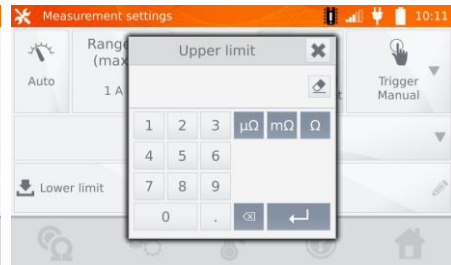 Measurement settings 10:11
Auto
Range
(max
1 A
Upper limit
Trigger
Manual
1 2 3 µΩ mΩ Ω
4 5 6
7 8 9
0 .
Lower limit